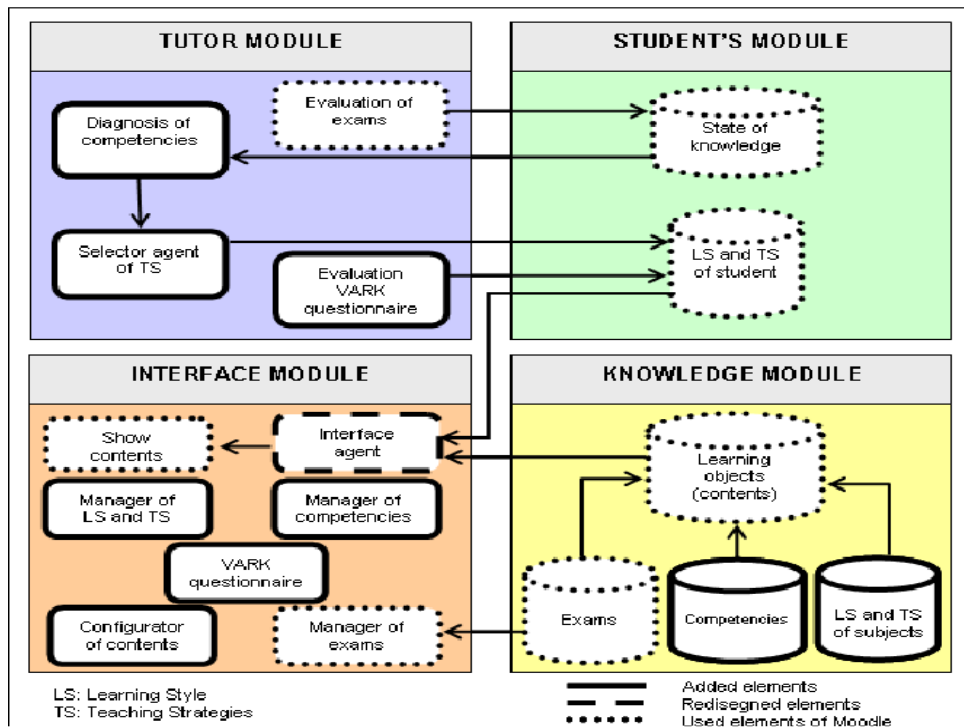 TUTOR MODULE
Evaluation of
exams
Diagnosis of
competencies
Selector agent
of TS
Evaluation
VARK
questionnaire
STUDENT'S MODULE
State of
knowledge
LS and TS
of student
INTERFACE MODULE
Show
contents
Interface
agent
Manager of
LS and TS
Manager of
competencies
VARK
questionnaire
Configurator
of contents
Manager of
exams
KNOWLEDGE MODULE
Learning
objects
(contents)
Exams
Competencies
LS and TS
of subjects
LS: Learning Style
TS: Teaching Strategies
Added elements
Redisegned elements
Used elements of Moodle